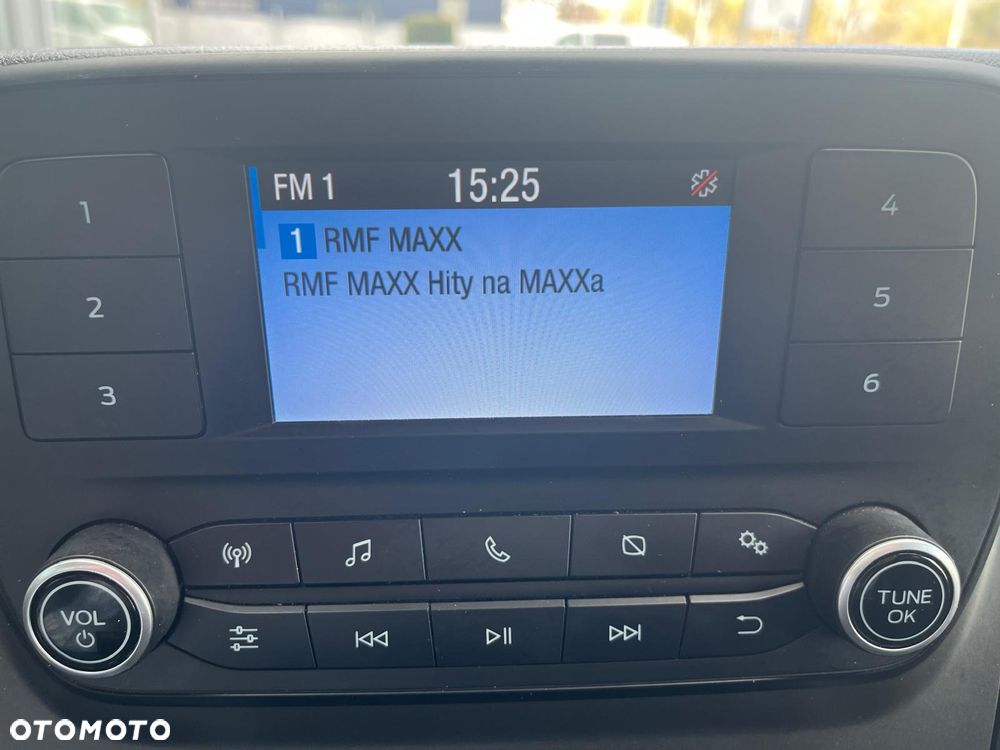 FM 1 15:25
1 RMF MAXX
RMF MAXX Hity na MAXXa
1
2
3
4
5
6
VOL
TUNE
OK
OTOMOTO